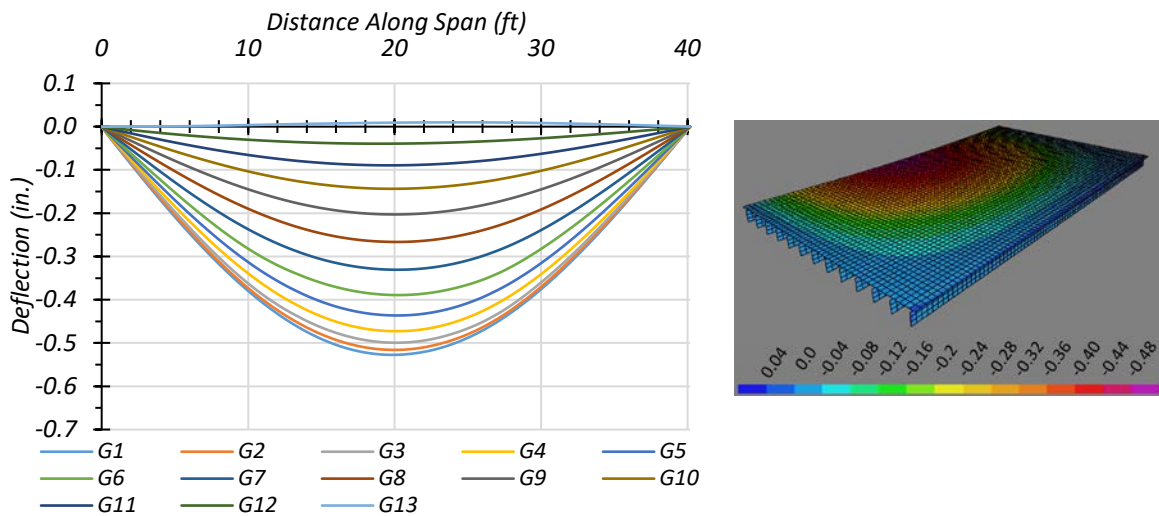 Distance Along Span (ft)
0 10 20 30 40
0.1
0.0
-0.1
-0.2
-0.3
-0.4
-0.5
-0.6
-0.7
Deflection (in.)
G1 G2 G3 G4 G5
G6 G7 G8 G9 G10
G11 G12 G13
0.04 0.0 -0.04 -0.08 -0.12 -0.16 -0.2 -0.24 -0.28 -0.32 -0.36 -0.40 -0.44 -0.48